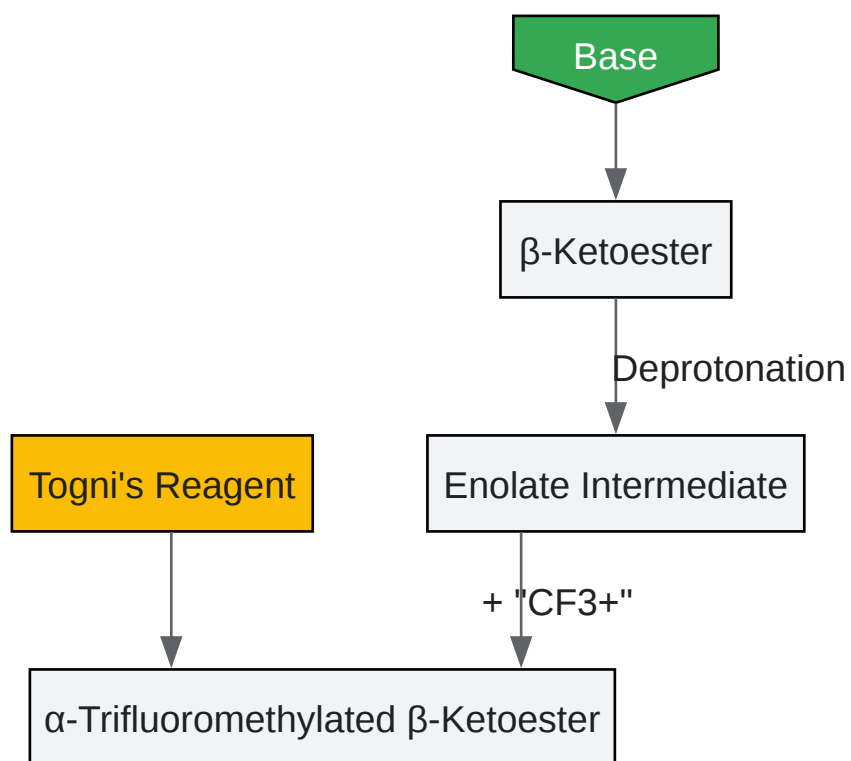 Base
β-Ketoester
Deprotonation
Togni's Reagent
Enolate Intermediate
+ "CF3+"
α-Trifluoromethylated β-Ketoester